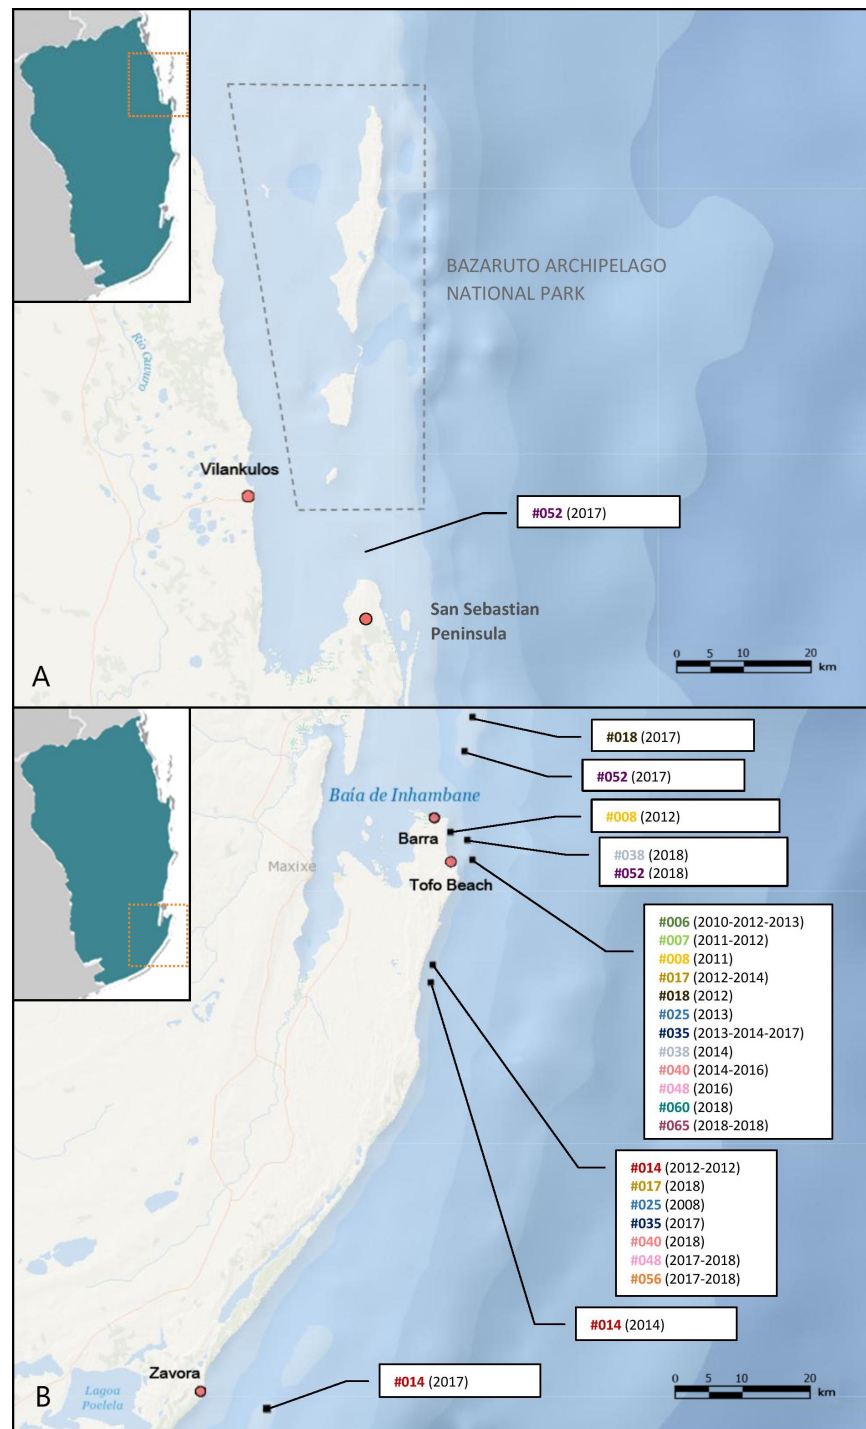 Rio Govuro
BAZARUTO ARCHIPELAGO
NATIONAL PARK
Vilankulos
#052 (2017)
San Sebastian
Peninsula
0 5 10 20
km
A
#018 (2017)
#052 (2017)
Baía de Inhambane
#008 (2012)
Barra
#038 (2018)
#052 (2018)
Maxixe
Tofo Beach
#006 (2010-2012-2013)
#007 (2011-2012)
#008 (2011)
#017 (2012-2014)
#018 (2012)
#025 (2013)
#035 (2013-2014-2017)
#038 (2014)
#040 (2014-2016)
#048 (2016)
#060 (2018)
#065 (2018-2018)
#014 (2012-2012)
#017 (2018)
#025 (2008)
#035 (2017)
#040 (2018)
#048 (2017-2018)
#056 (2017-2018)
#014 (2014)
Zavora
#014 (2017)
Lagoa
Poelela
0 5 10 20
km
B